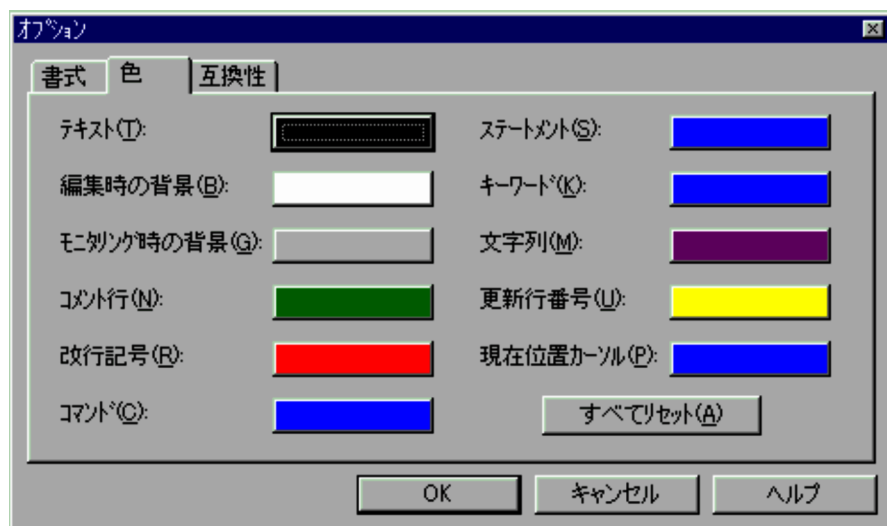 オプション
書式 色 互換性
テキスト(T):
編集時の背景(B):
モニタリング時の背景(G):
コメント行(N):
改行記号(R):
コマンド(C):
ステートメント(S):
キーワード(K):
文字列(M):
更新行番号(U):
現在位置カーソル(P):
すべてリセット(A)
OK キャンセル ヘルプ